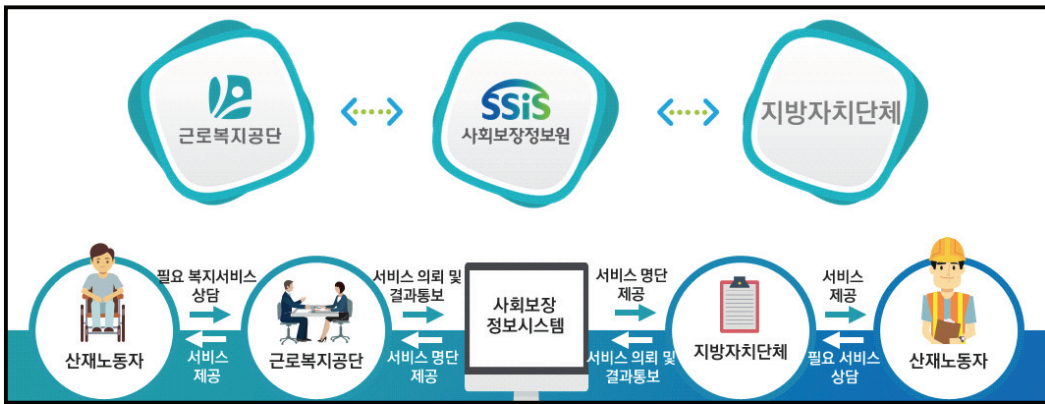 근로복지공단
SSiS
사회보장정보원
지방자치단체
필요 복지서비스
상담
서비스 의뢰 및
결과통보
서비스 명단
제공
서비스
제공
산재노동자
서비스
제공
근로복지공단
서비스 명단
제공
사회보장
정보시스템
서비스 의뢰 및
결과통보
지방자치단체
필요 서비스
상담
산재노동자